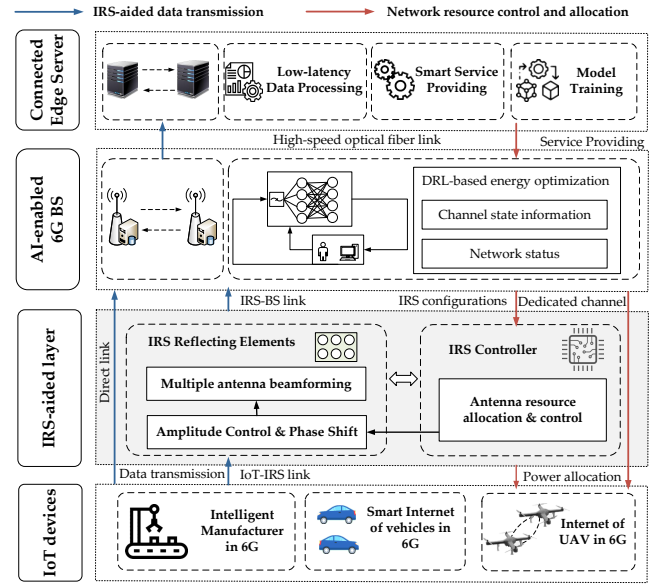 IRS-aided data transmission
Network resource control and allocation
Connected
Edge Server
Low-latency
Data Processing
Smart Service
Providing
Model
Training
High-speed optical fiber link
Service Providing
AI-enabled
6G BS
DRL-based energy optimization
Channel state information
Network status
IRS-BS link
IRS configurations
Dedicated channel
Direct link
IRS-aided layer
IRS Reflecting Elements
Multiple antenna beamforming
Amplitude Control & Phase Shift
IRS Controller
Antenna resource
allocation & control
Data transmission
IoT-IRS link
Power allocation
IoT devices
Intelligent
Manufacturer
in 6G
Smart Internet
of vehicles in
6G
Internet of
UAV in 6G